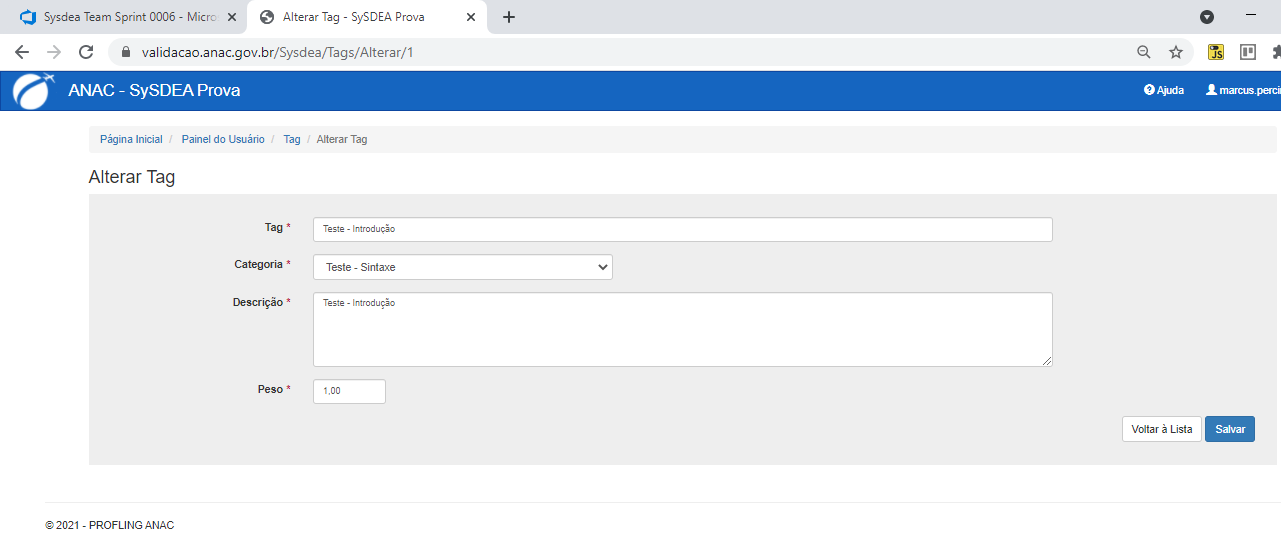 Sysdea Team Sprint 0006 - Micro
Alterar Tag - SySDEA Prova
validacao.anac.gov.br/Sysdea/Tags/Alterar/1
JS
ANAC - SySDEA Prova
Ajuda
marcus.perci
Página Inicial / Painel do Usuário / Tag / Alterar Tag
Alterar Tag
Tag *
Teste - Introdução
Categoria *
Teste - Sintaxe
Descrição *
Teste - Introdução
Peso *
1,00
Voltar à Lista
Salvar
© 2021 - PROFLING ANAC